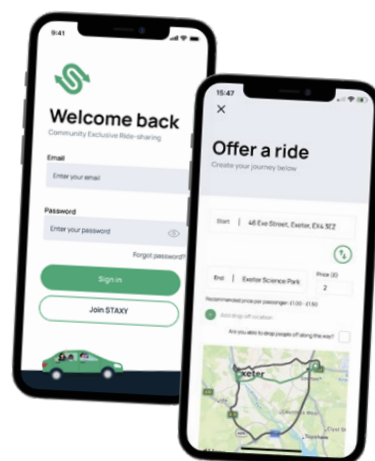 9:41
Welcome back
Community Exclusive Ride-sharing
Email
Enter your email
Password
Enter your password
Forgot password?
Sign in
Join STAXY
15:47
Offer a ride
Create your journey below
Start | 46 Exe Street, Exeter, EX4 3EZ
End | Exeter Science Park
Price (£)
2
Recommended price per passenger: £1.00 - £1.50
Add drop off location
Are you able to drop people off along the way?
Exeter
Topsham